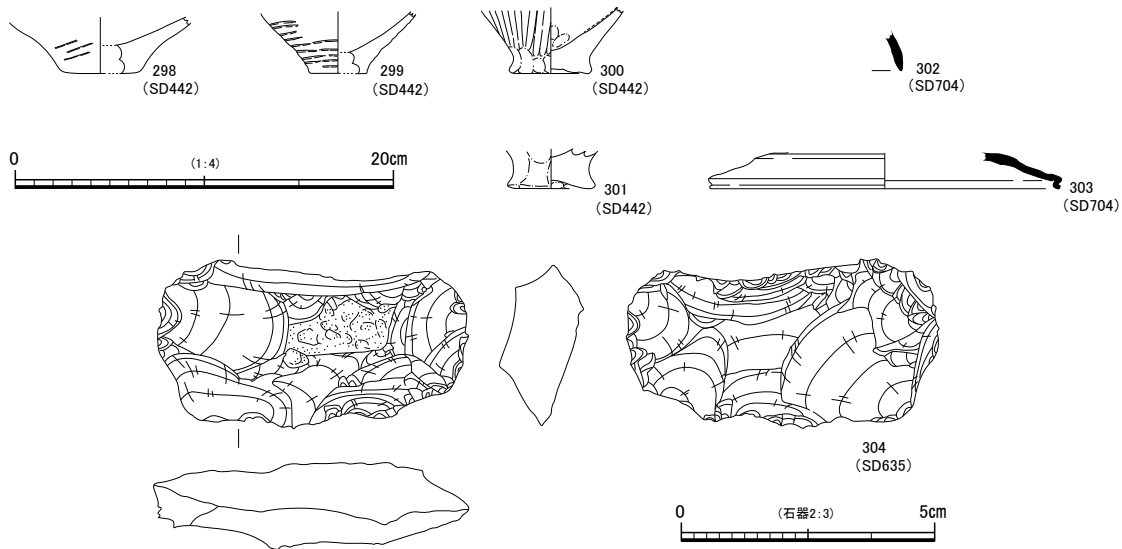 298
(SD442)
299
(SD442)
300
(SD442)
302
(SD704)
0 (1:4) 20cm
301
(SD442)
303
(SD704)
304
(SD635)
0 (石器2:3) 5cm